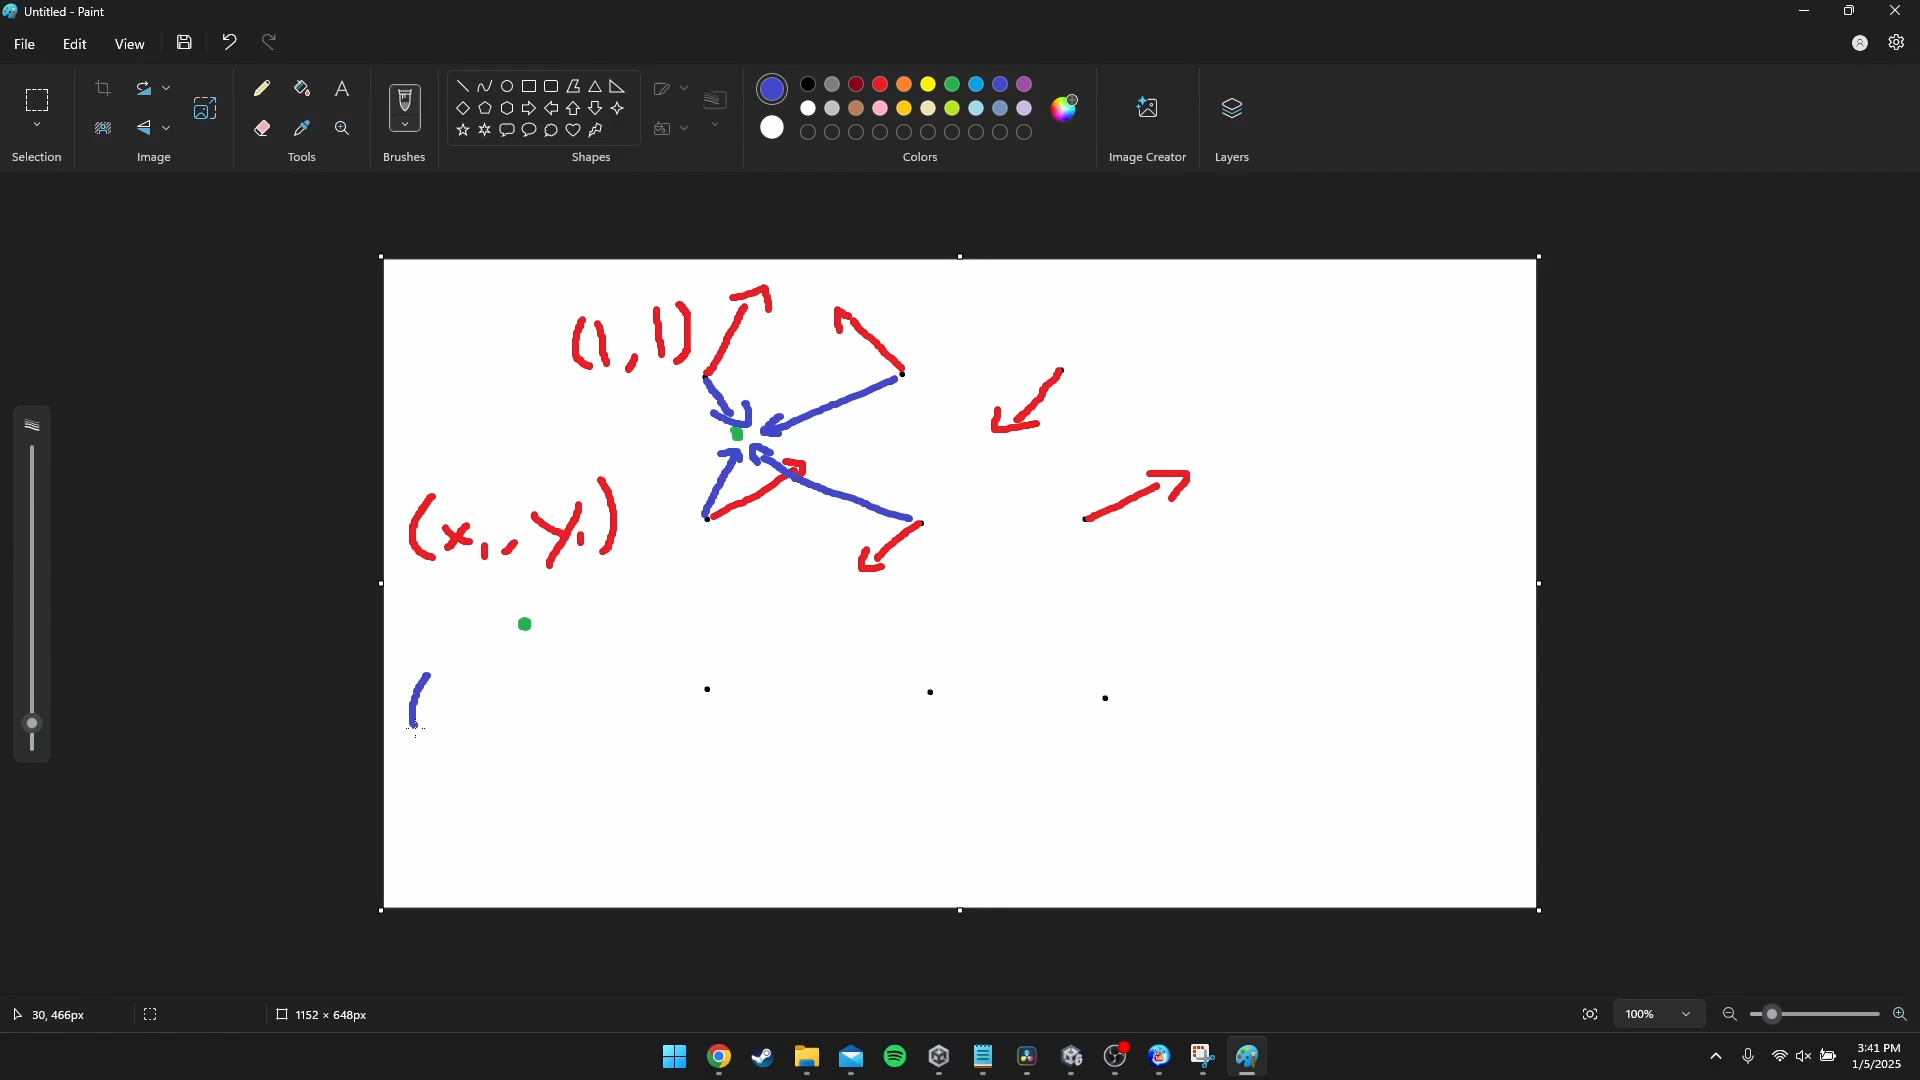 Untitled - Paint
File Edit View
Selection Image Tools Brushes Shapes Colors Image Creator Layers
(1,1)
(x₁,y₁)
(
30, 466px 1152 × 648px 100%
3:41 PM
1/5/2025